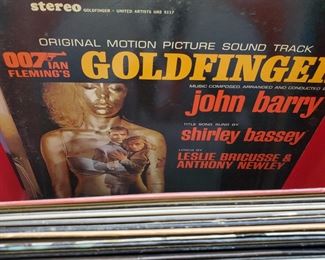 stereo GOLDFINGER · UNITED ARTISTS UAS 5117
ORIGINAL MOTION PICTURE SOUND TRACK
007 IAN
FLEMING'S
GOLDFINGER
MUSIC COMPOSED, ARRANGED AND CONDUCTED B
john barry
TITLE SONG SUNG BY
shirley bassey
LYRICS BY
LESLIE BRICUSSE &
ANTHONY NEWLEY